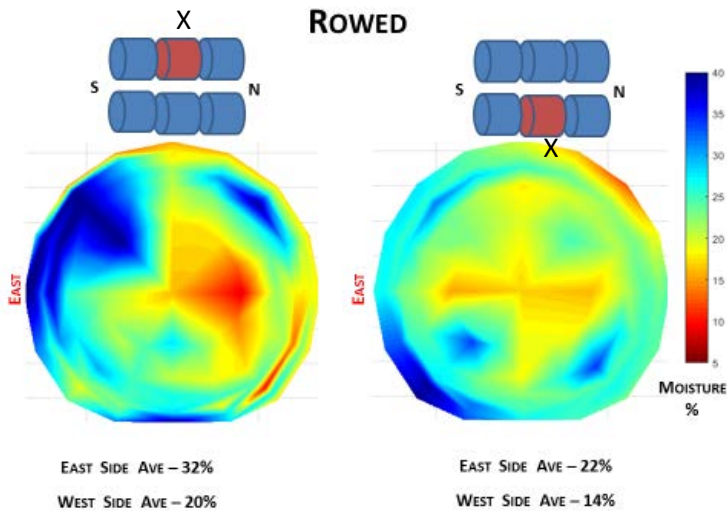 ROWED
X
S
N
S
N
X
EAST
EAST
40
35
30
25
20
15
10
5
MOISTURE
%
EAST SIDE AVE – 32%
WEST SIDE AVE – 20%
EAST SIDE AVE – 22%
WEST SIDE AVE – 14%